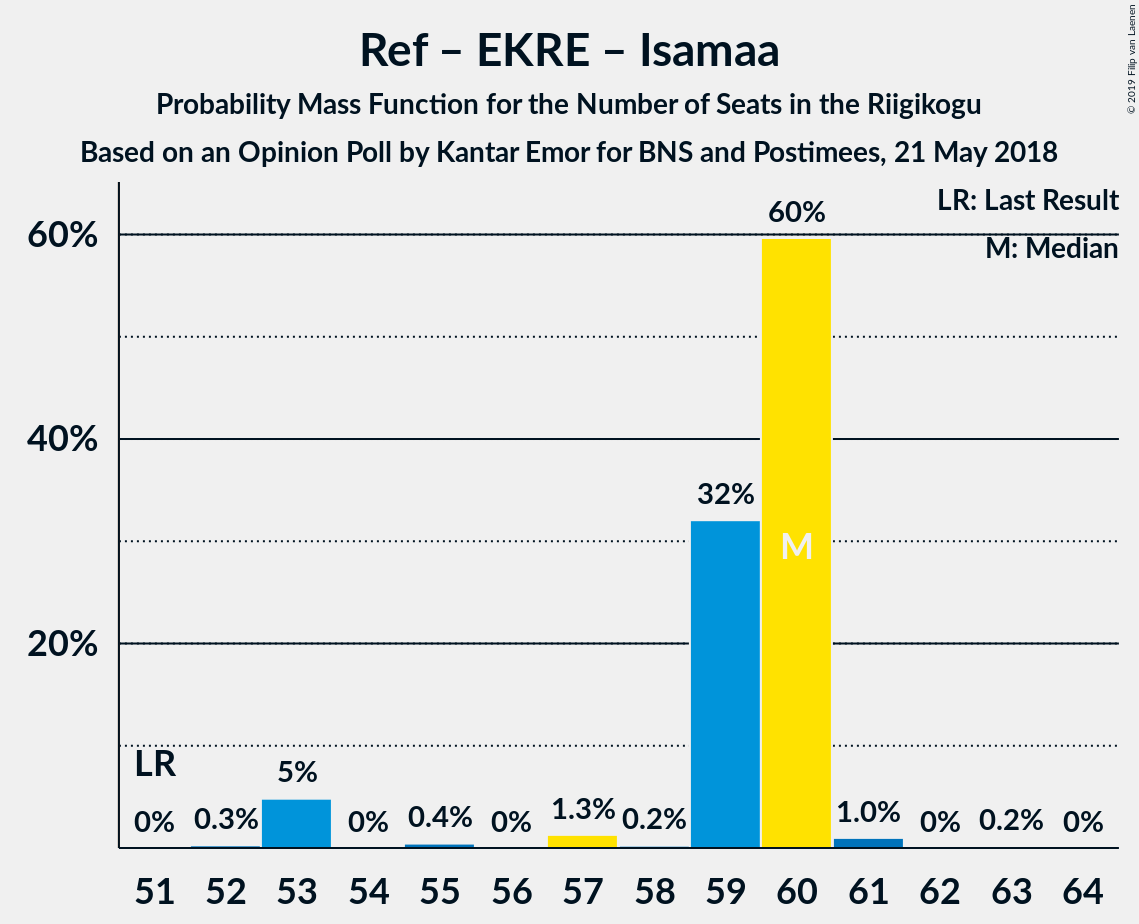 Ref – EKRE – Isamaa
Probability Mass Function for the Number of Seats in the Riigikogu
Based on an Opinion Poll by Kantar Emor for BNS and Postimees, 21 May 2018
© 2019 Filip van Laenen
LR: Last Result
M: Median
60%
40%
20%
LR
0%
0.3%
5%
0%
0.4%
0%
1.3%
0.2%
32%
60%
M
1.0%
0%
0.2%
0%
51 52 53 54 55 56 57 58 59 60 61 62 63 64